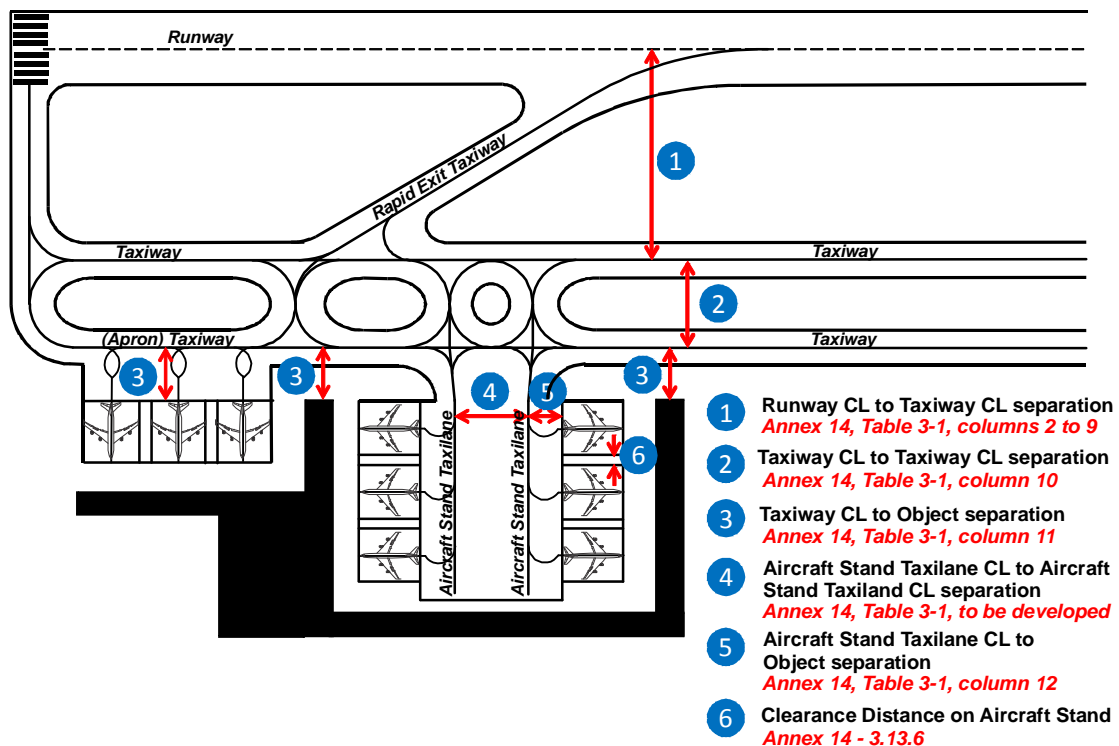 Runway
1
Rapid Exit Taxiway
Taxiway
Taxiway
2
(Apron) Taxiway
Taxiway
3
3
3
4
5
6
Aircraft Stand Taxilane
Aircraft Stand Taxilane
1
Runway CL to Taxiway CL separation
Annex 14, Table 3-1, columns 2 to 9
2
Taxiway CL to Taxiway CL separation
Annex 14, Table 3-1, column 10
3
Taxiway CL to Object separation
Annex 14, Table 3-1, column 11
4
Aircraft Stand Taxilane CL to Aircraft
Stand Taxiland CL separation
Annex 14, Table 3-1, to be developed
5
Aircraft Stand Taxilane CL to
Object separation
Annex 14, Table 3-1, column 12
6
Clearance Distance on Aircraft Stand
Annex 14 - 3.13.6